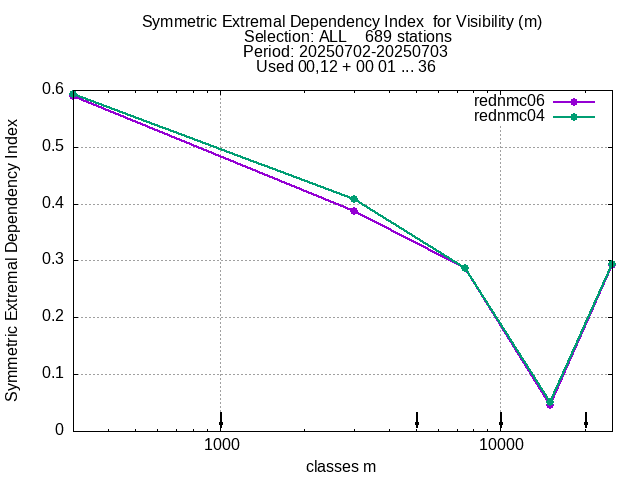 Symmetric Extremal Dependency Index  for Visibility (m)
Selection: ALL    689 stations
Period: 20250702-20250703
Used 00,12 + 00 01 ... 36
rednmc06
rednmc04
Symmetric Extremal Dependency Index
0.6
0.5
0.4
0.3
0.2
0.1
0
1000
10000
classes m